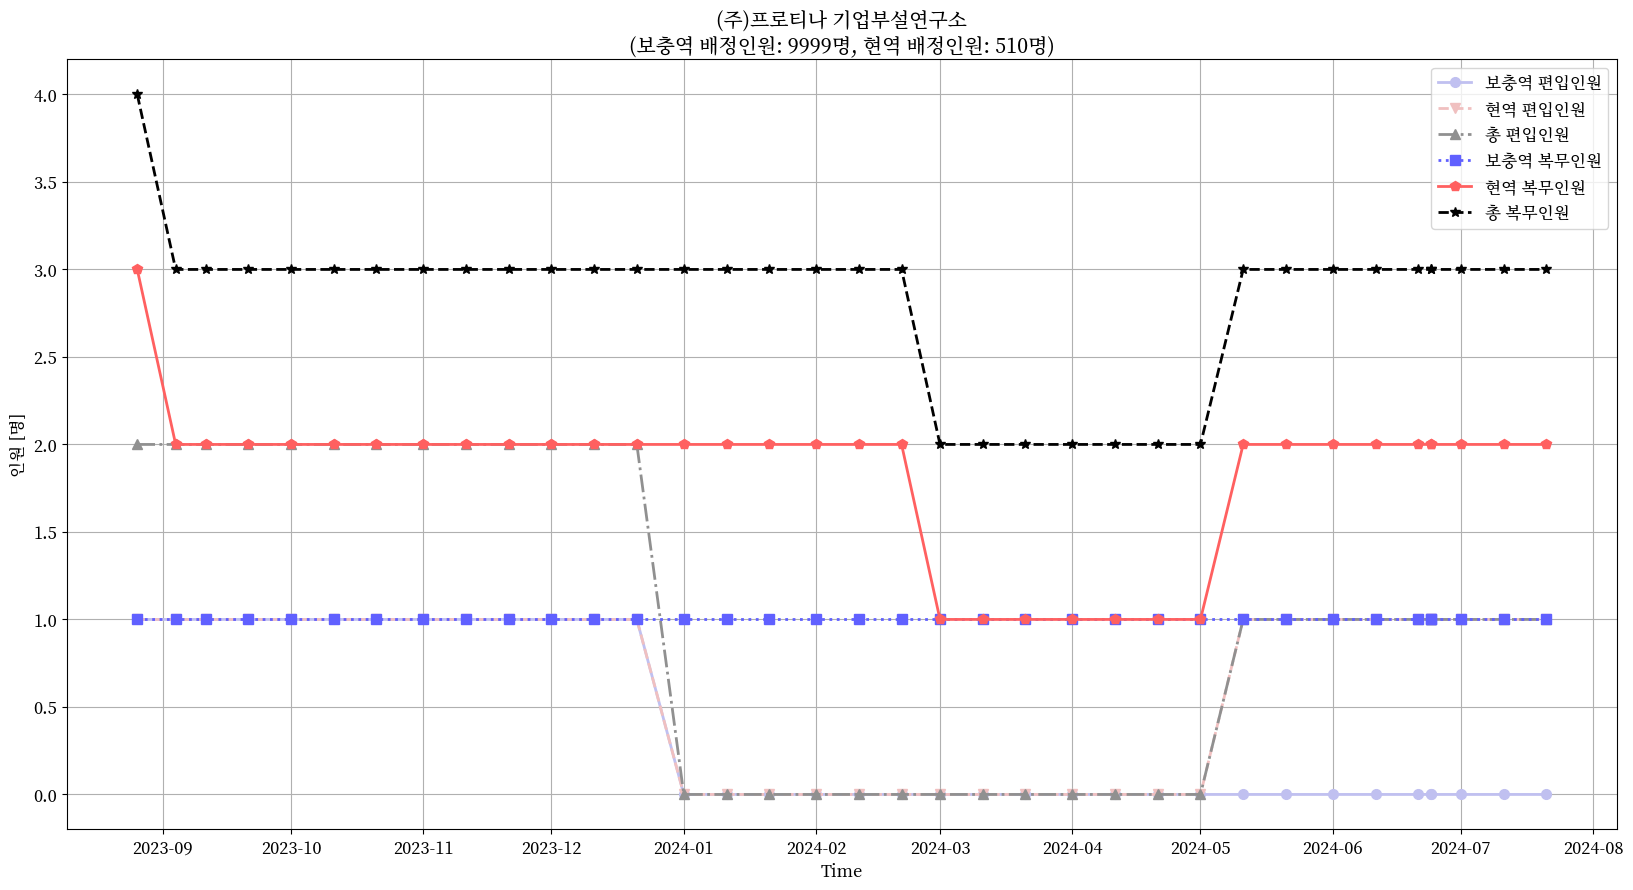 (주)프로티나 기업부설연구소
(보충역 배정인원: 9999명, 현역 배정인원: 510명)
보충역 편입인원
현역 편입인원
총 편입인원
보충역 복무인원
현역 복무인원
총 복무인원
인원 [명]
4.0
3.5
3.0
2.5
2.0
1.5
1.0
0.5
0.0
2023-09 2023-10 2023-11 2023-12 2024-01 2024-02 2024-03 2024-04 2024-05 2024-06 2024-07 2024-08
Time